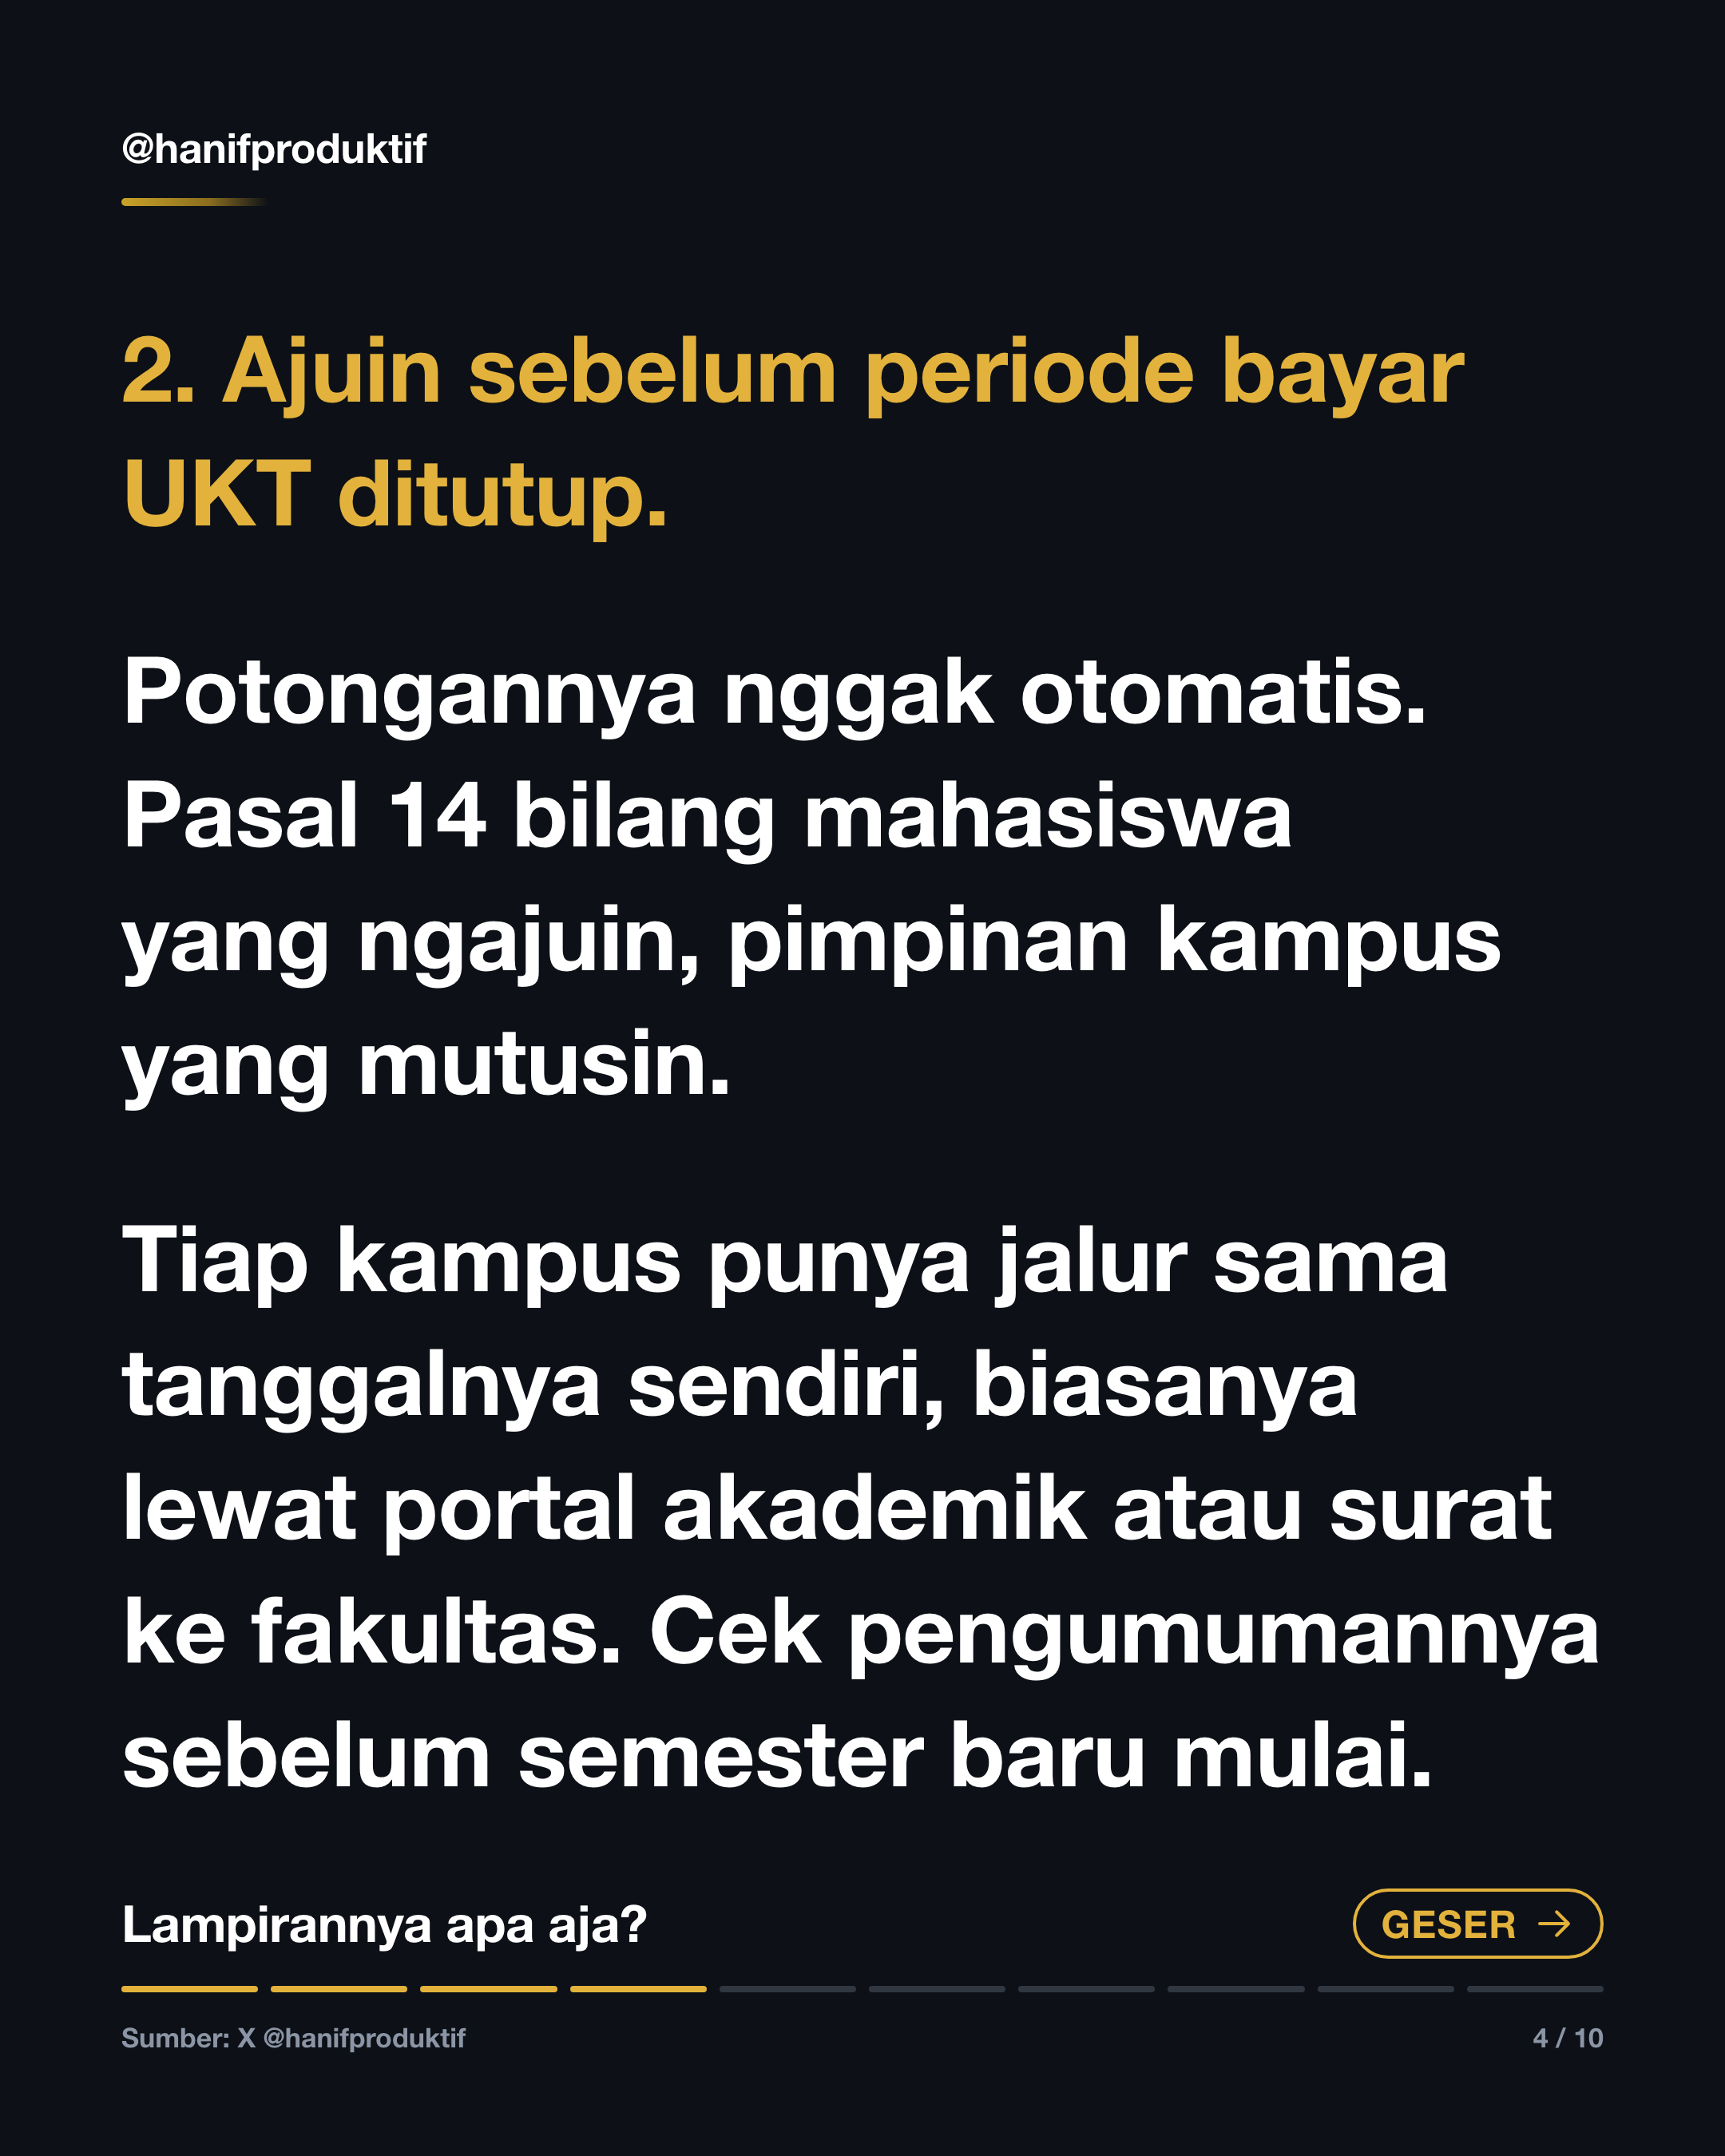 @hanifproduktif
2. Ajuin sebelum periode bayar
UKT ditutup.
Potongannya nggak otomatis.
Pasal 14 bilang mahasiswa
yang ngajuin, pimpinan kampus
yang mutusin.
Tiap kampus punya jalur sama
tanggalnya sendiri, biasanya
lewat portal akademik atau surat
ke fakultas. Cek pengumumannya
sebelum semester baru mulai.
Lampirannya apa aja?
GESER →
Sumber: X @hanifproduktif
4 / 10